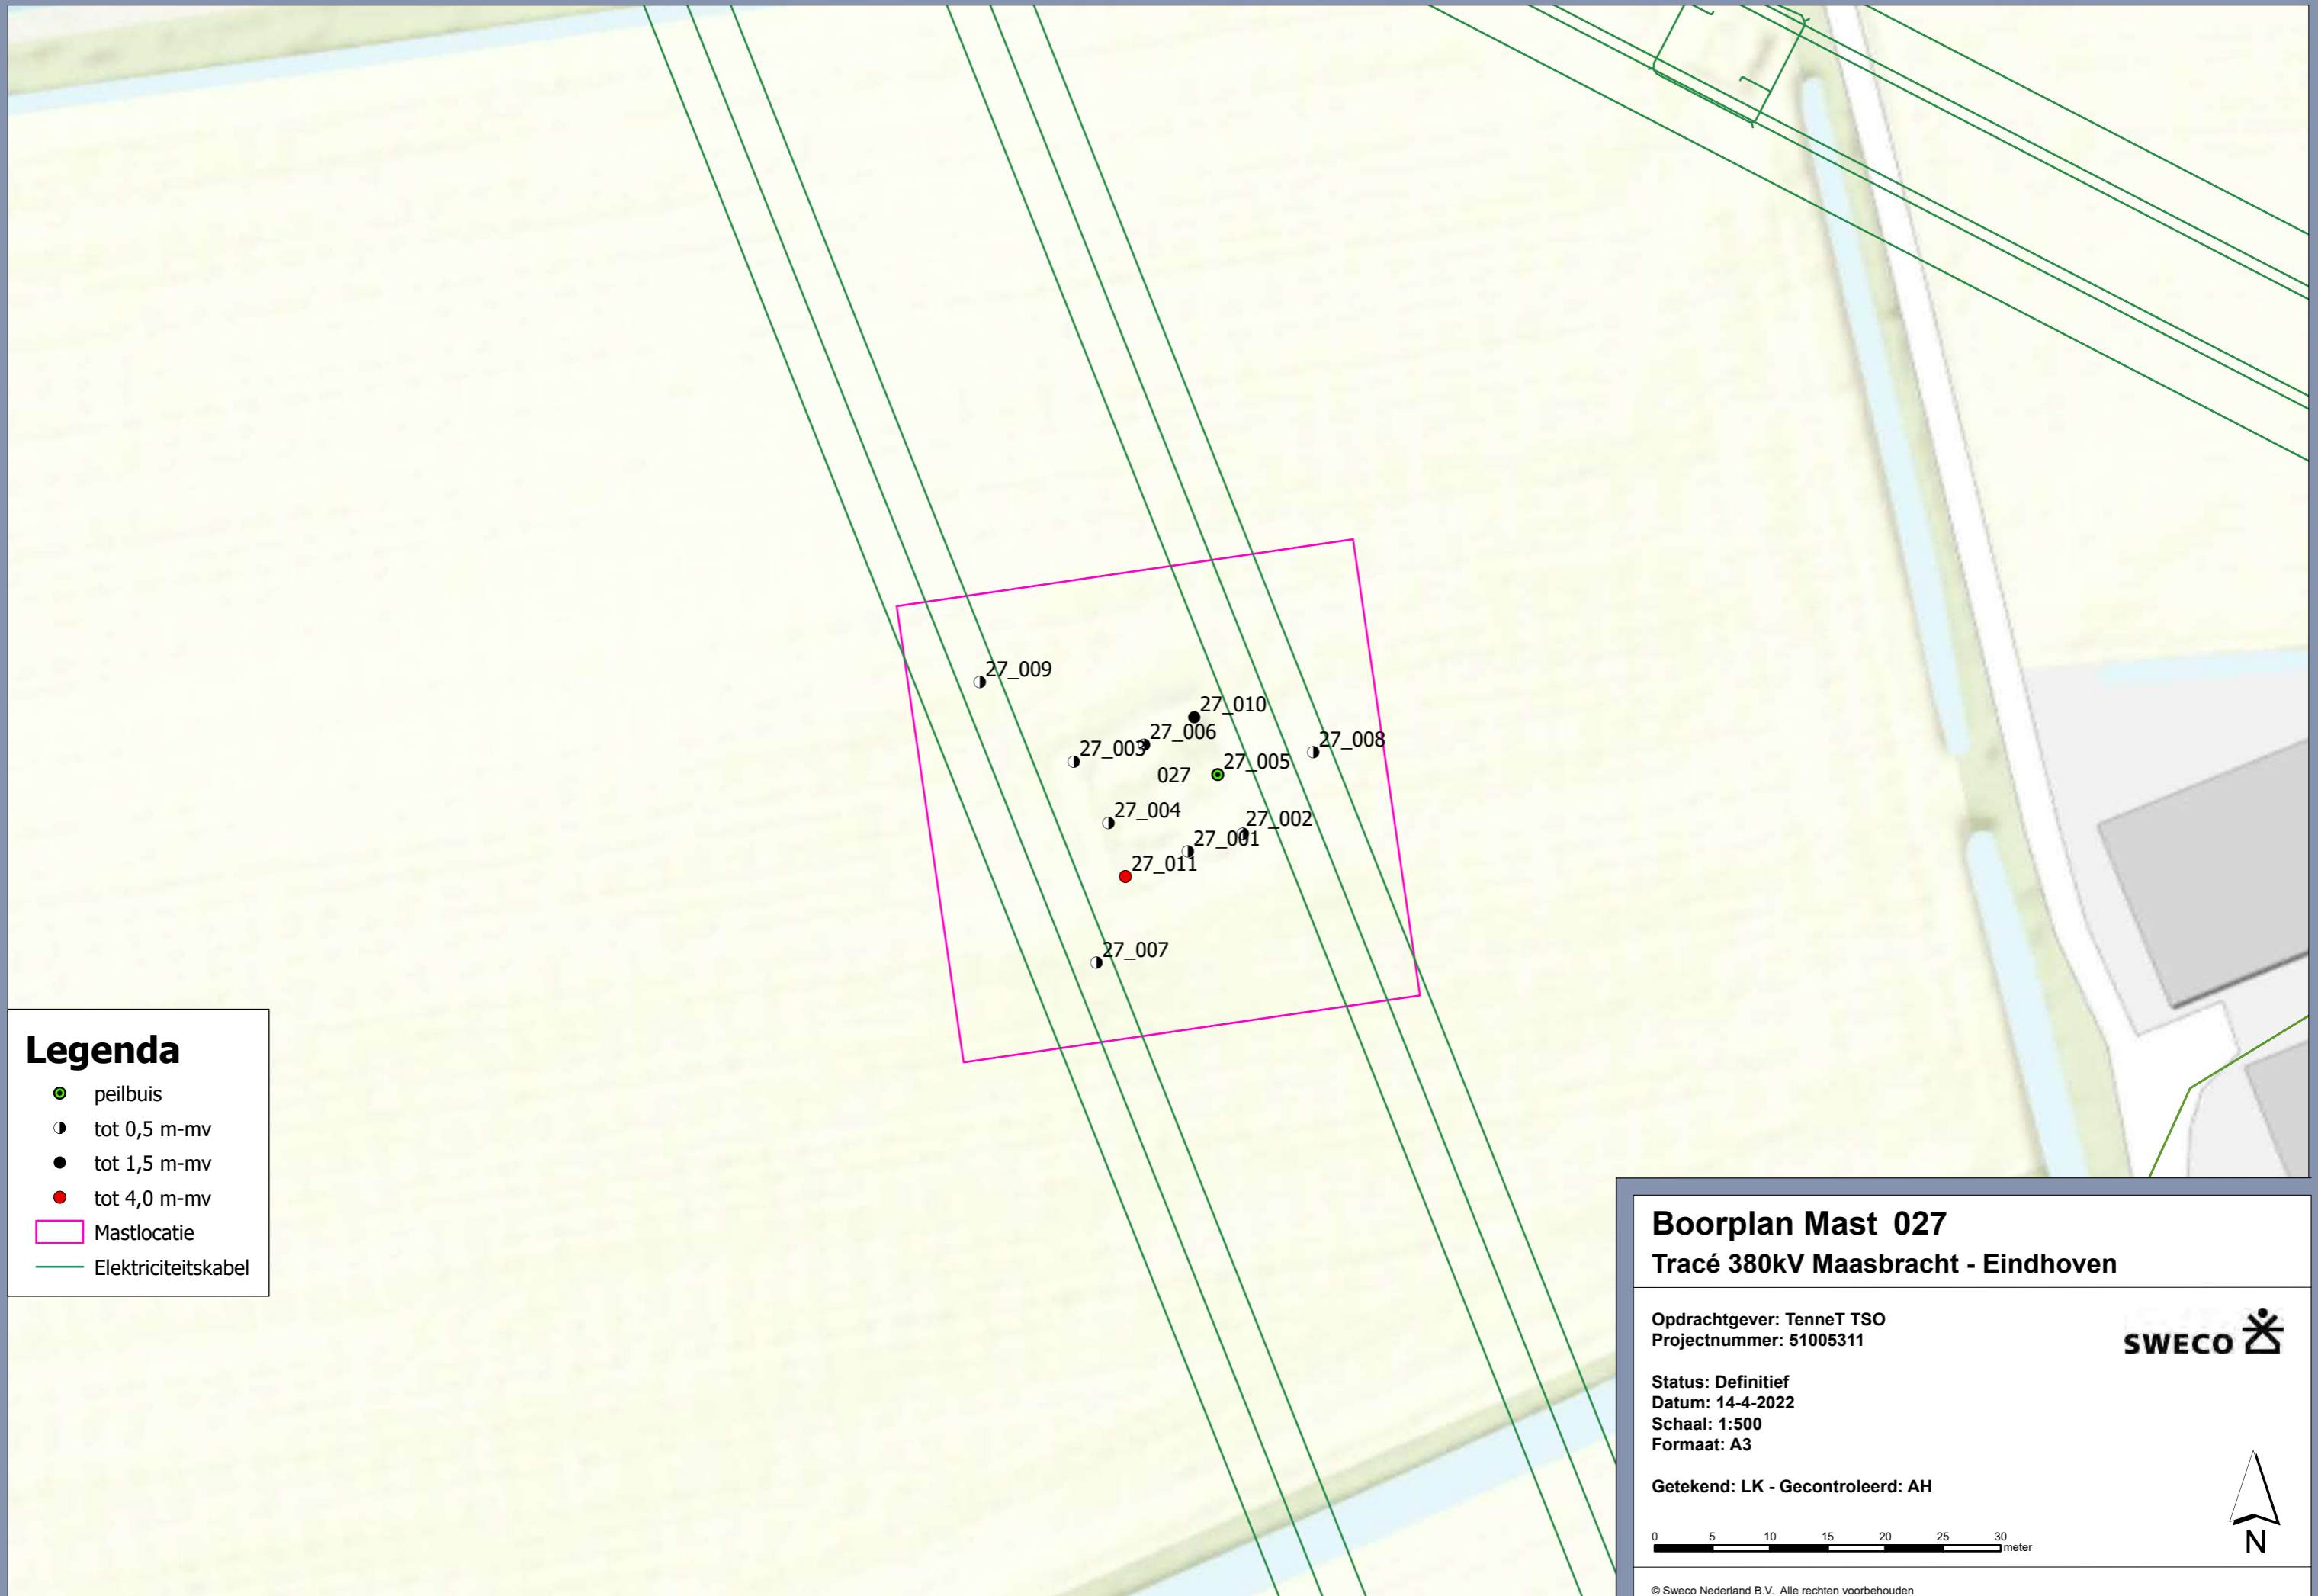 27_009
27_010
27_006
27_003
27_008
27_005
027
27_004
27_002
27_001
27_011
27_007
Legenda
peilbuis
tot 0,5 m-mv
tot 1,5 m-mv
tot 4,0 m-mv
Mastlocatie
Elektriciteitskabel
Boorplan Mast 027
Tracé 380kV Maasbracht - Eindhoven
Opdrachtgever: TenneT TSO
Projectnummer: 51005311
SWECO
Status: Definitief
Datum: 14-4-2022
Schaal: 1:500
Formaat: A3
Getekend: LK - Gecontroleerd: AH
0 5 10 15 20 25 30
meter
N
© Sweco Nederland B.V. Alle rechten voorbehouden